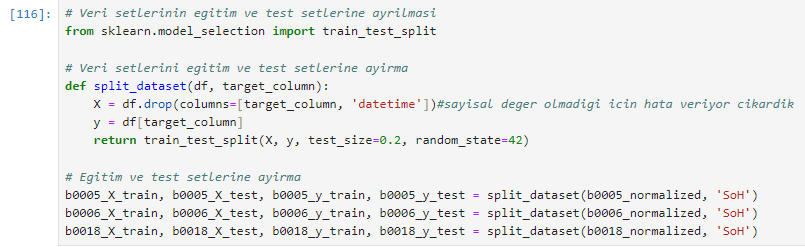 [116]: # Veri setlerinin egitim ve test setlerine ayrilmasi
from sklearn.model_selection import train_test_split
# Veri setlerini egitim ve test setlerine ayirma
def split_dataset(df, target_column):
    X = df.drop(columns=[target_column, 'datetime'])#sayisal deger olmadigi icin hata veriyor cikardik
    y = df[target_column]
    return train_test_split(X, y, test_size=0.2, random_state=42)
# Egitim ve test setlerine ayirma
b0005_X_train, b0005_X_test, b0005_y_train, b0005_y_test = split_dataset(b0005_normalized, 'SoH')
b0006_X_train, b0006_X_test, b0006_y_train, b0006_y_test = split_dataset(b0006_normalized, 'SoH')
b0018_X_train, b0018_X_test, b0018_y_train, b0018_y_test = split_dataset(b0018_normalized, 'SoH')